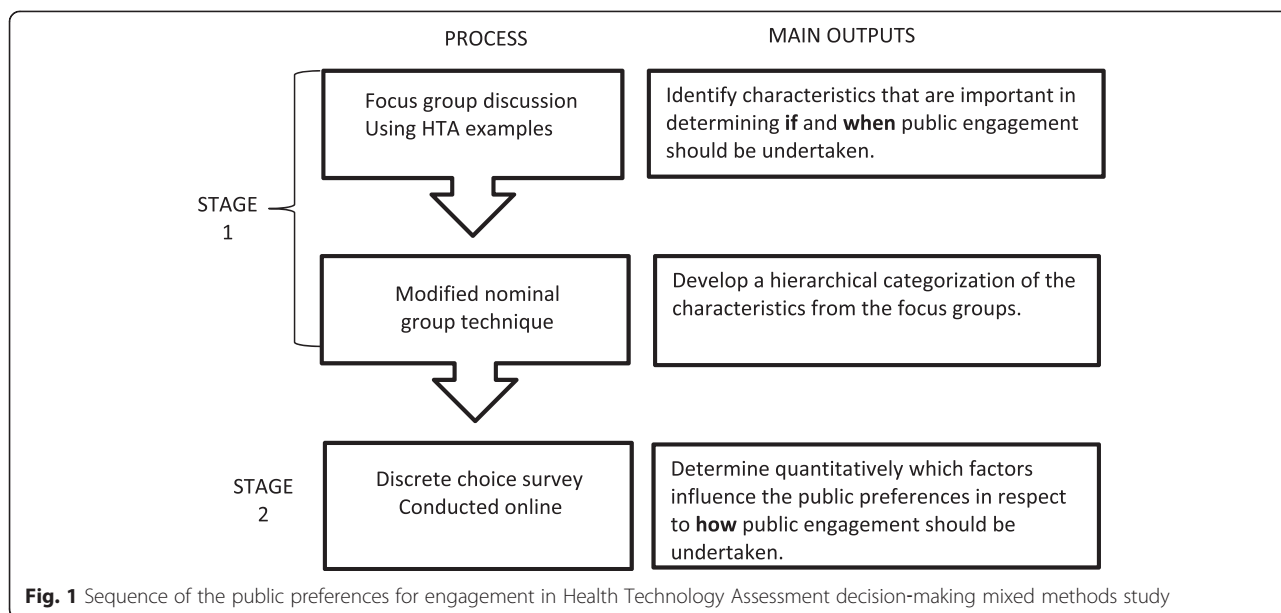 PROCESS
MAIN OUTPUTS
Focus group discussion
Using HTA examples
Identify characteristics that are important in
determining if and when public engagement
should be undertaken.
STAGE
1
Modified nominal
group technique
Develop a hierarchical categorization of the
characteristics from the focus groups.
STAGE
2
Discrete choice survey
Conducted online
Determine quantitatively which factors
influence the public preferences in respect
to how public engagement should be
undertaken.
Fig. 1 Sequence of the public preferences for engagement in Health Technology Assessment decision-making mixed methods study